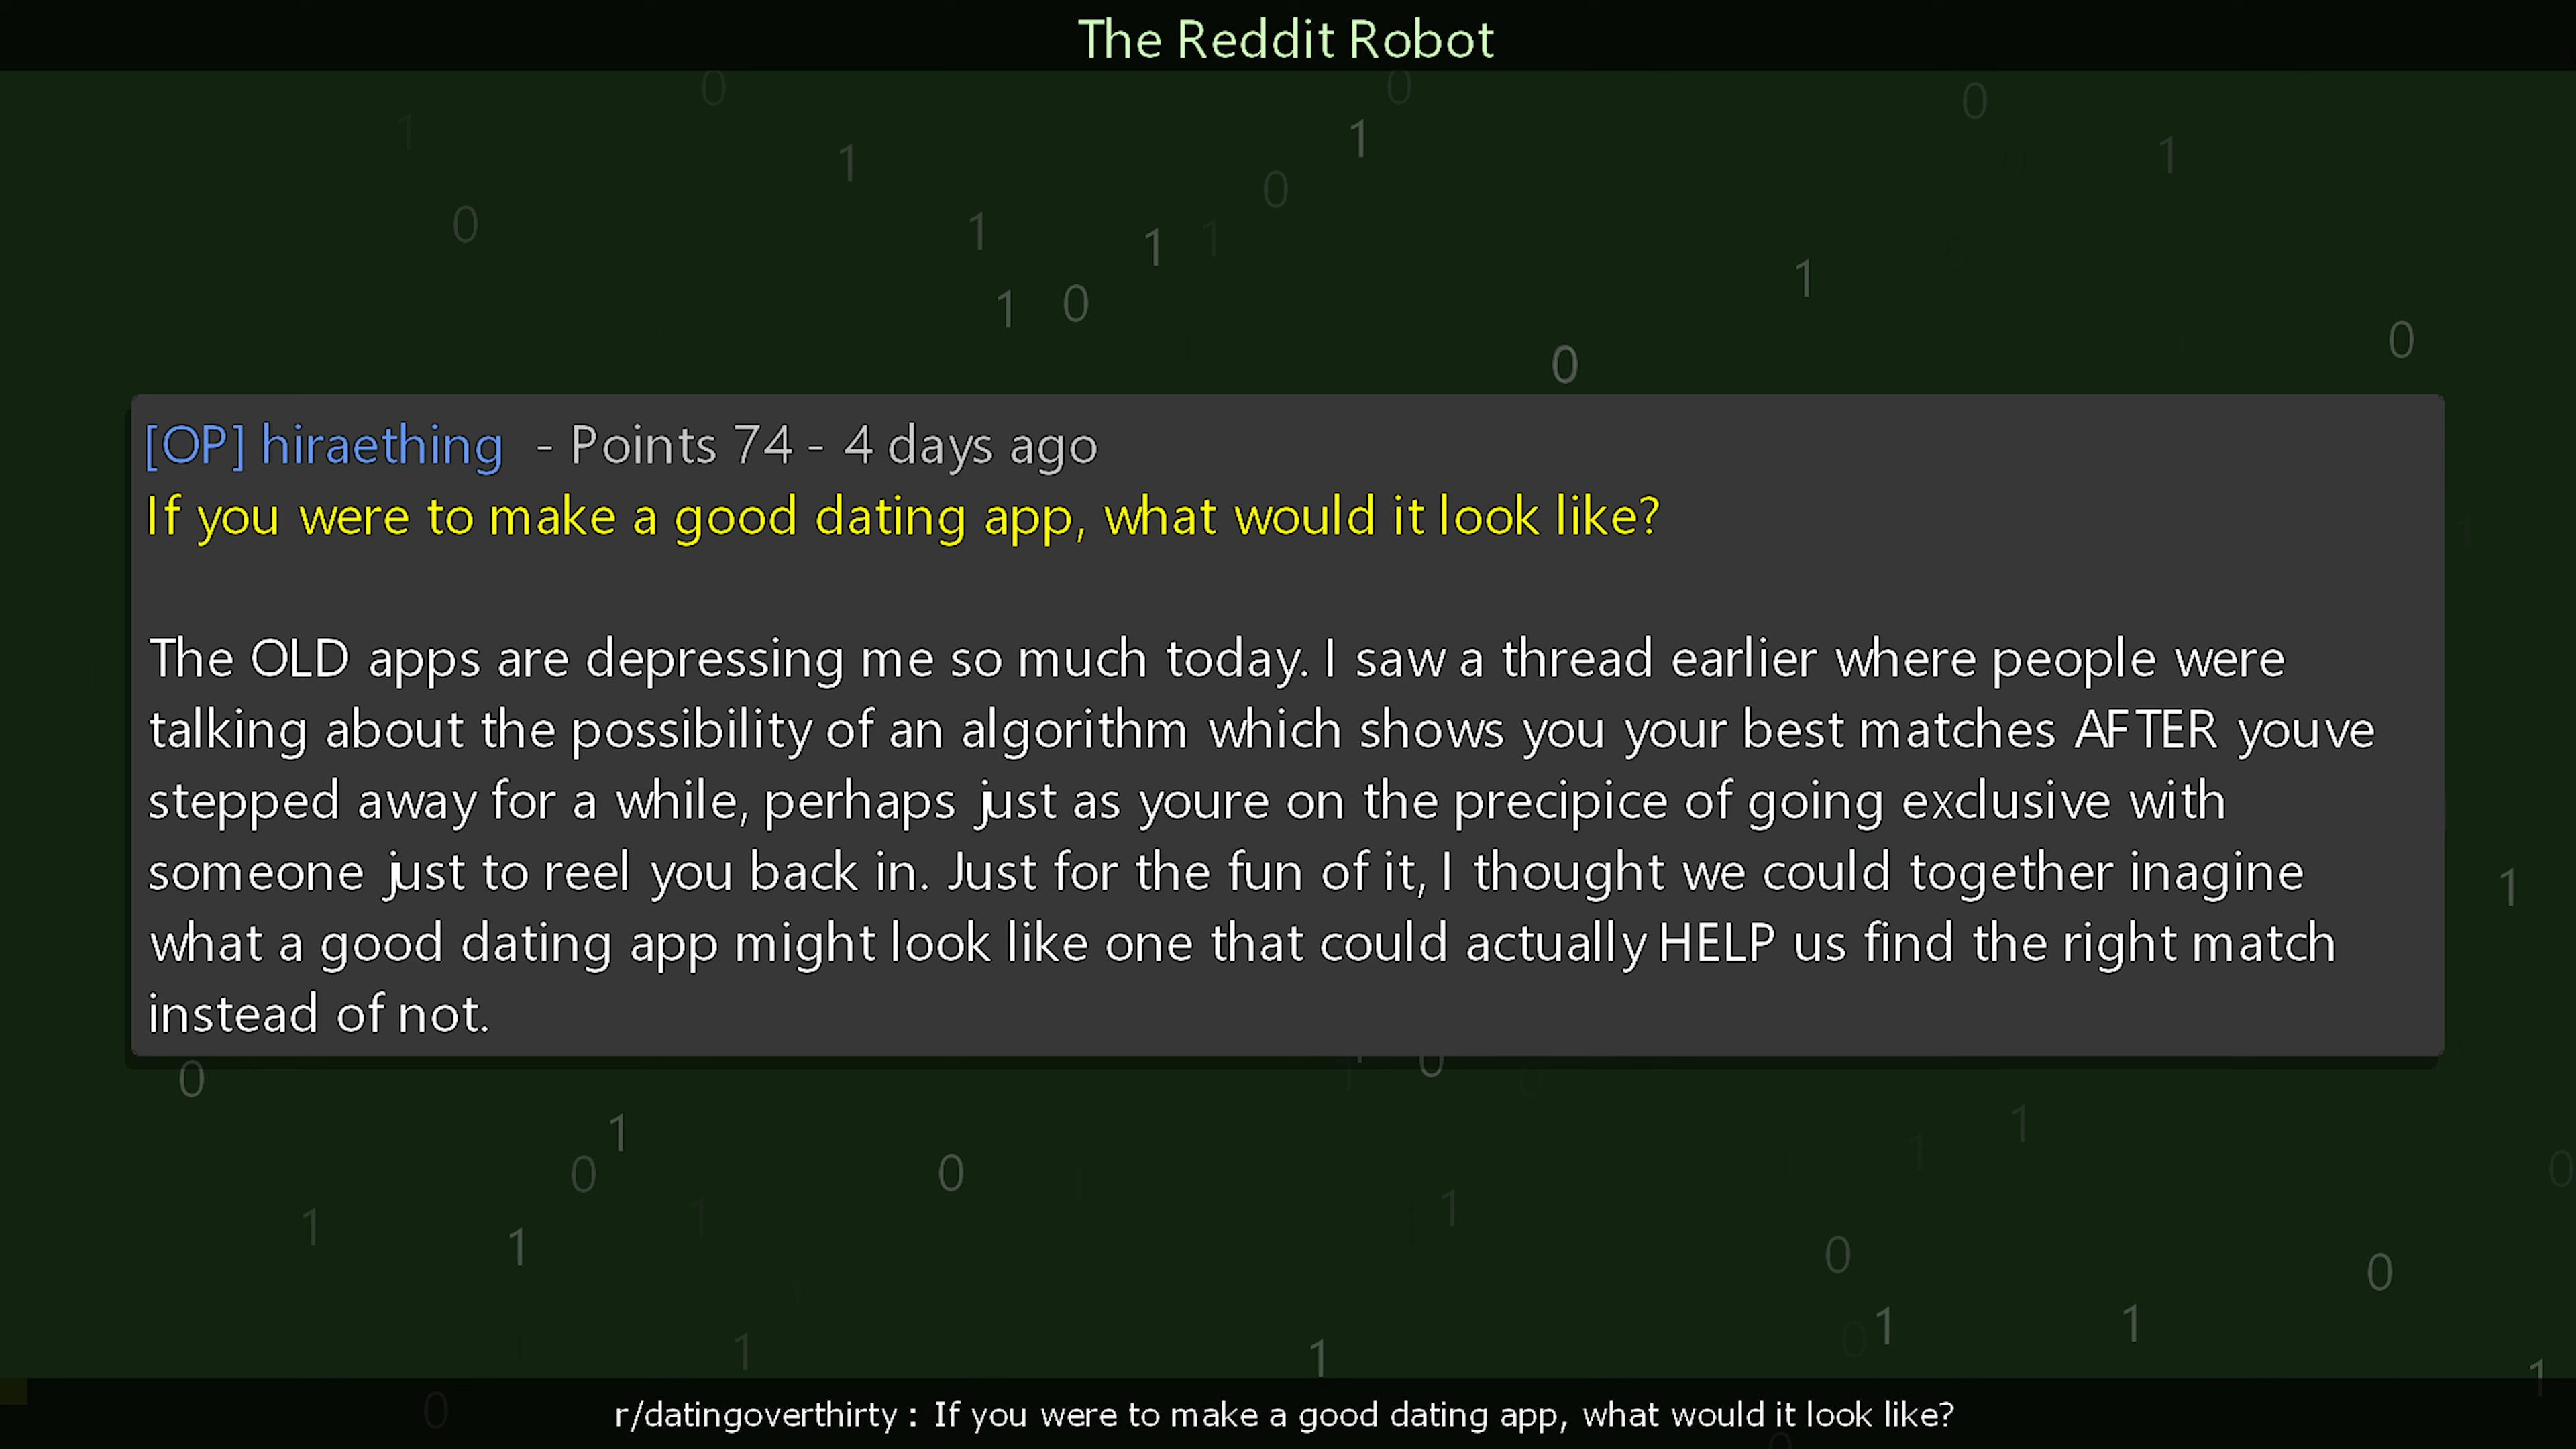 The Reddit Robot
[OP] hiraething - Points 74 - 4 days ago
If you were to make a good dating app, what would it look like?
The OLD apps are depressing me so much today. I saw a thread earlier where people were
talking about the possibility of an algorithm which shows you your best matches AFTER youve
stepped away for a while, perhaps just as youre on the precipice of going exclusive with
someone just to reel you back in. Just for the fun of it, I thought we could together inagine
what a good dating app might look like one that could actually HELP us find the right match
instead of not.
r/datingoverthirty : If you were to make a good dating app, what would it look like?